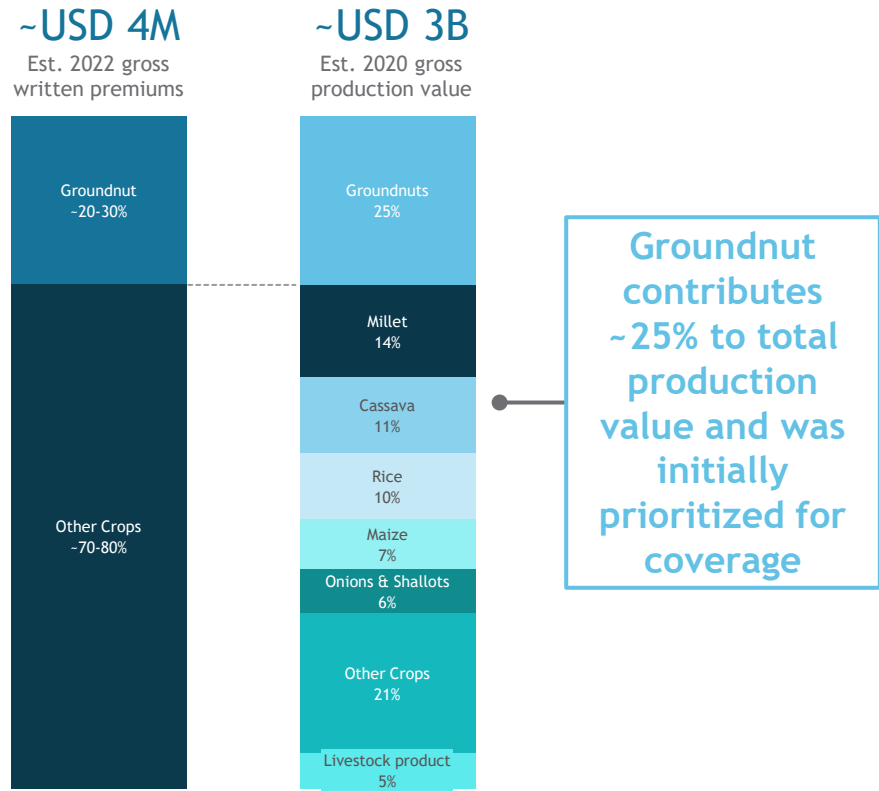 ~USD 4M
Est. 2022 gross
written premiums
Groundnut
~20-30%
Other Crops
~70-80%
~USD 3B
Est. 2020 gross
production value
Groundnuts
25%
Millet
14%
Cassava
11%
Rice
10%
Maize
7%
Onions & Shallots
6%
Other Crops
21%
Livestock product
5%
Groundnut
contributes
~25% to total
production
value and was
initially
prioritized for
coverage